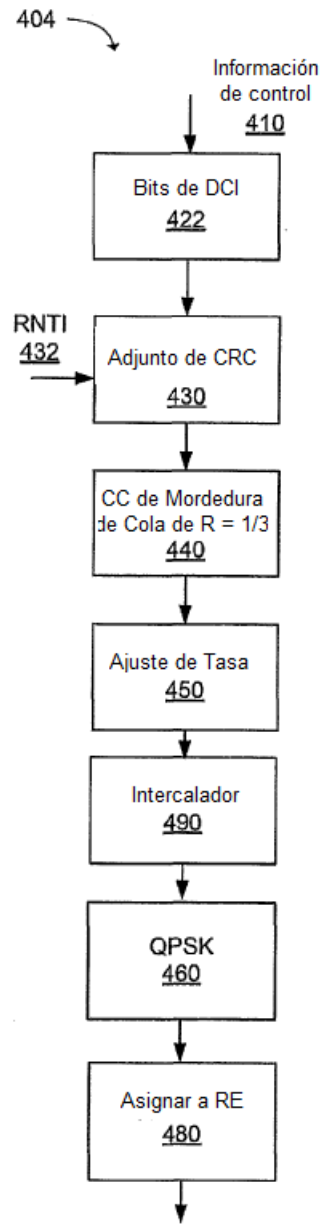 404
Información
de control
410
Bits de DCI
422
RNTI
432
Adjunto de CRC
430
CC de Mordedura
de Cola de R = 1/3
440
Ajuste de Tasa
450
Intercalador
490
QPSK
460
Asignar a RE
480